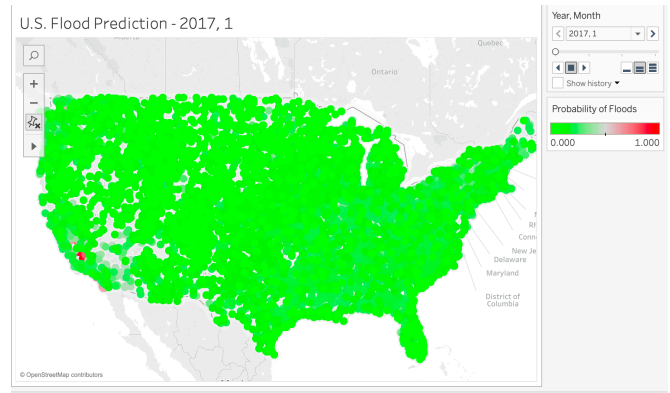 U.S. Flood Prediction - 2017, 1
Year, Month
2017, 1
Show history
Probability of Floods
0.000 1.000
Quebec
Ontario
Conn
New Je
Delaware
Maryland
District of
Columbia
© OpenStreetMap contributors